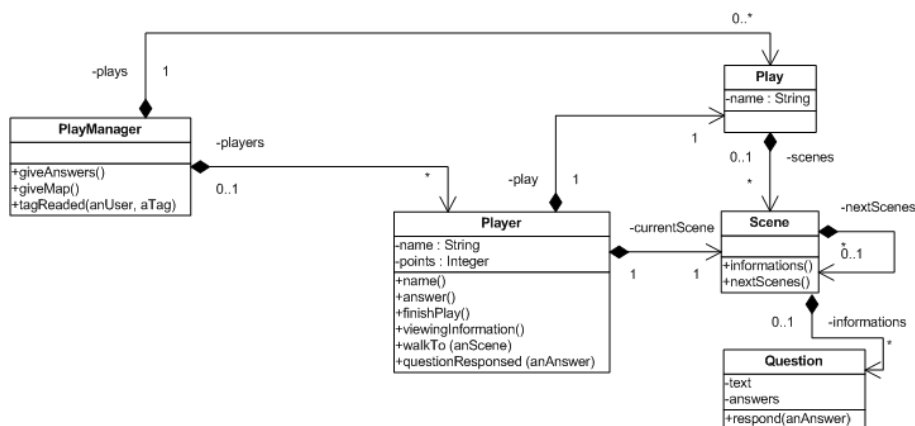 0..*
-plays
1
Play
-name : String
PlayManager
+giveAnswers()
+giveMap()
+tagReaded(anUser, aTag)
-players
0..1
*
-play
1
1
0..1
-scenes
*
Player
-name : String
-points : Integer
+name()
+answer()
+finishPlay()
+viewingInformation()
+walkTo (anScene)
+questionResponsed (anAnswer)
-currentScene
1
1
Scene
+informations()
+nextScenes()
-nextScenes
*
0..1
0..1
-informations
*
Question
-text
-answers
+respond(anAnswer)